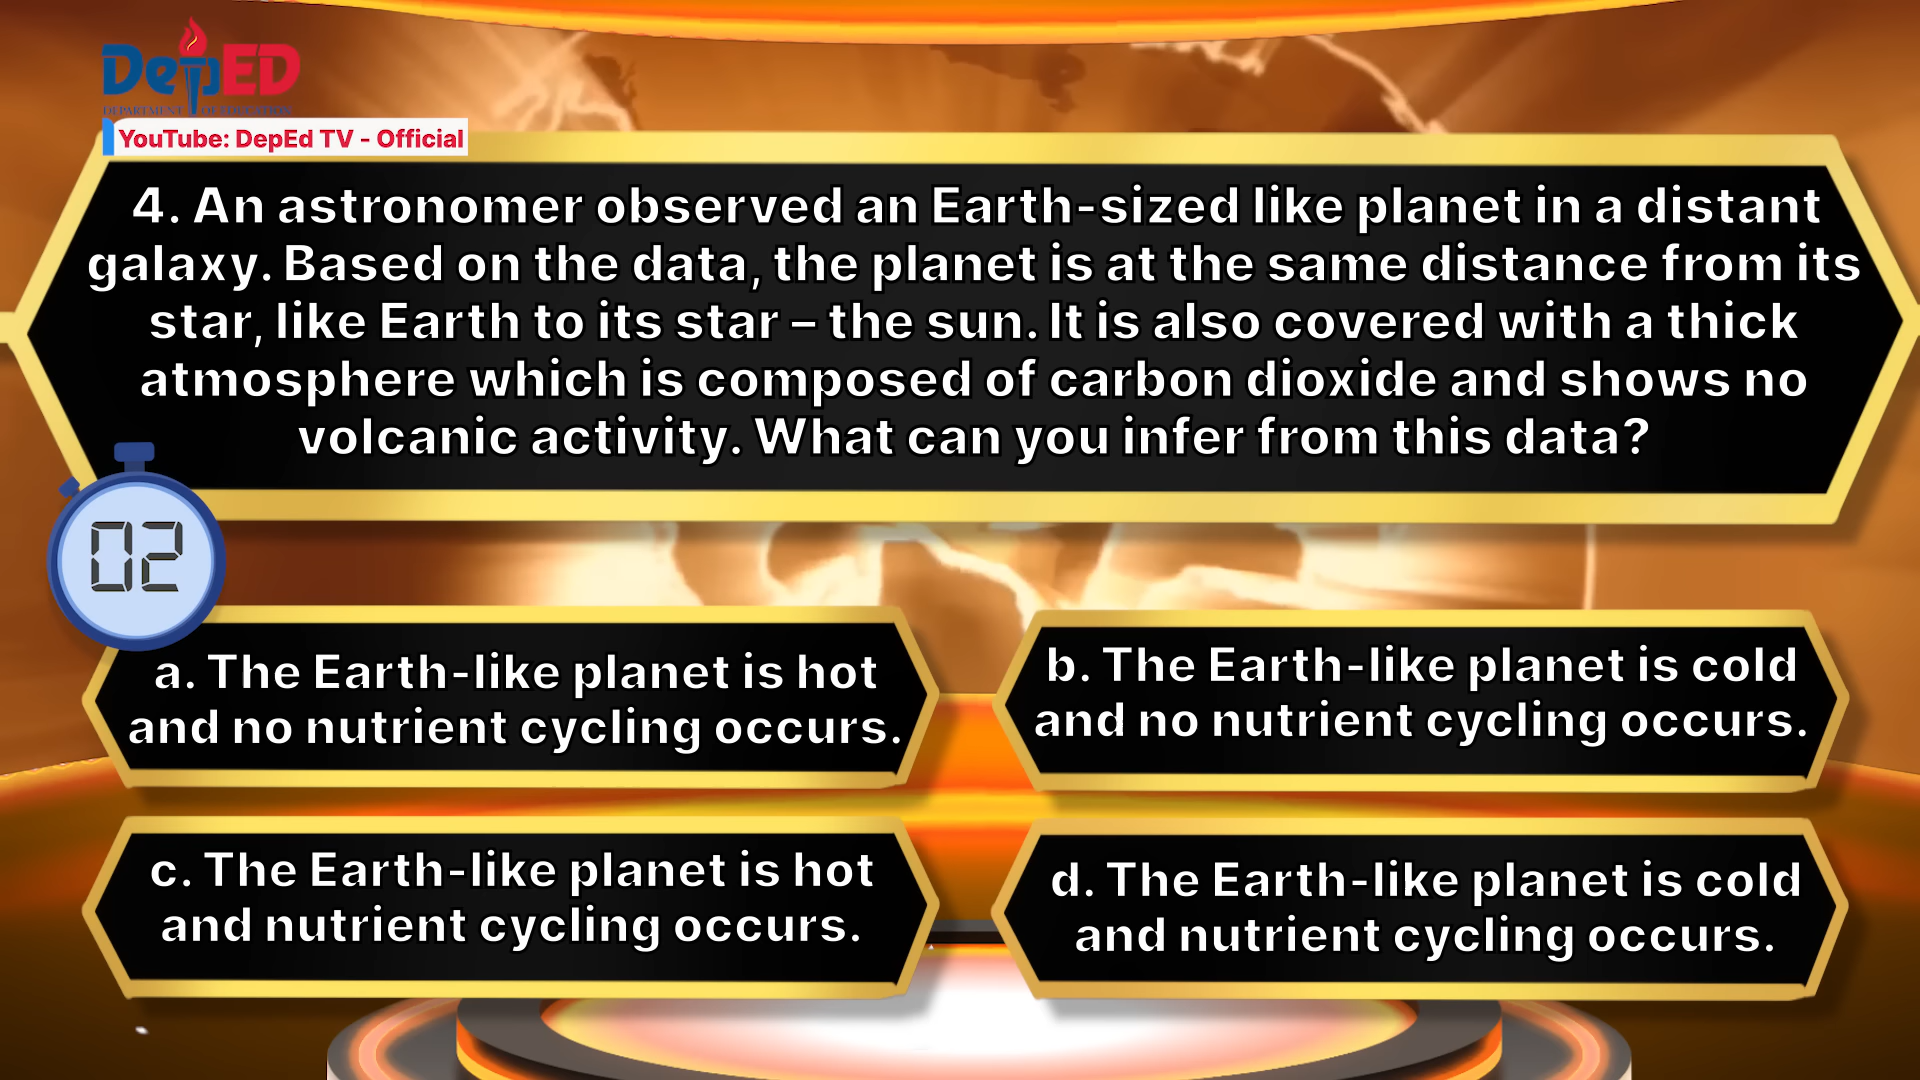 DepED
DEPARTMENT OF EDUCATION
YouTube: DepEd TV - Official
4. An astronomer observed an Earth-sized like planet in a distant
galaxy. Based on the data, the planet is at the same distance from its
star, like Earth to its star – the sun. It is also covered with a thick
atmosphere which is composed of carbon dioxide and shows no
volcanic activity. What can you infer from this data?
02
a. The Earth-like planet is hot
and no nutrient cycling occurs.
b. The Earth-like planet is cold
and no nutrient cycling occurs.
c. The Earth-like planet is hot
and nutrient cycling occurs.
d. The Earth-like planet is cold
and nutrient cycling occurs.